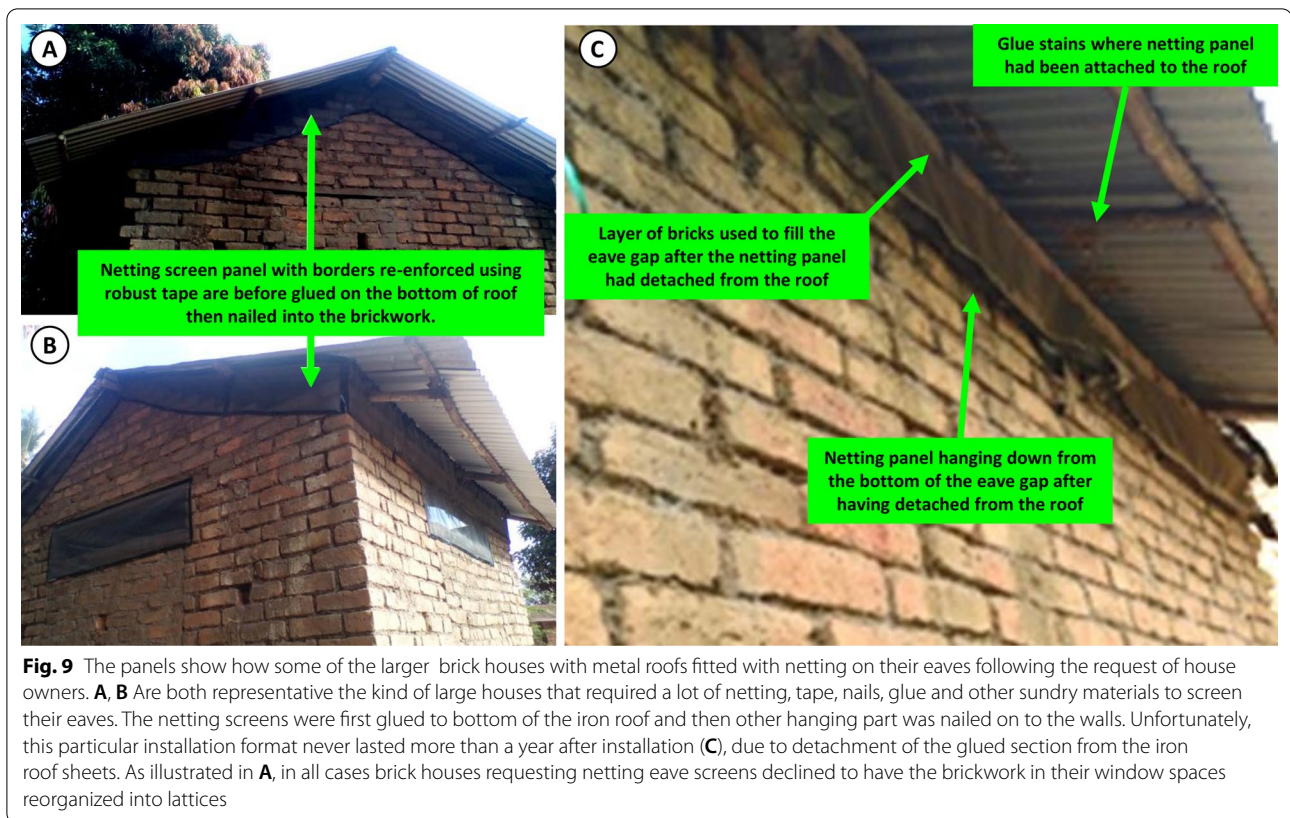 A
Netting screen panel with borders re-enforced using
robust tape are before glued on the bottom of roof
then nailed into the brickwork.
B
C
Glue stains where netting panel
had been attached to the roof
Layer of bricks used to fill the
eave gap after the netting panel
had detached from the roof
Netting panel hanging down from
the bottom of the eave gap after
having detached from the roof
Fig. 9 The panels show how some of the larger brick houses with metal roofs fitted with netting on their eaves following the request of house
owners. A, B Are both representative the kind of large houses that required a lot of netting, tape, nails, glue and other sundry materials to screen
their eaves. The netting screens were first glued to bottom of the iron roof and then other hanging part was nailed on to the walls. Unfortunately,
this particular installation format never lasted more than a year after installation (C), due to detachment of the glued section from the iron
roof sheets. As illustrated in A, in all cases brick houses requesting netting eave screens declined to have the brickwork in their window spaces
reorganized into lattices